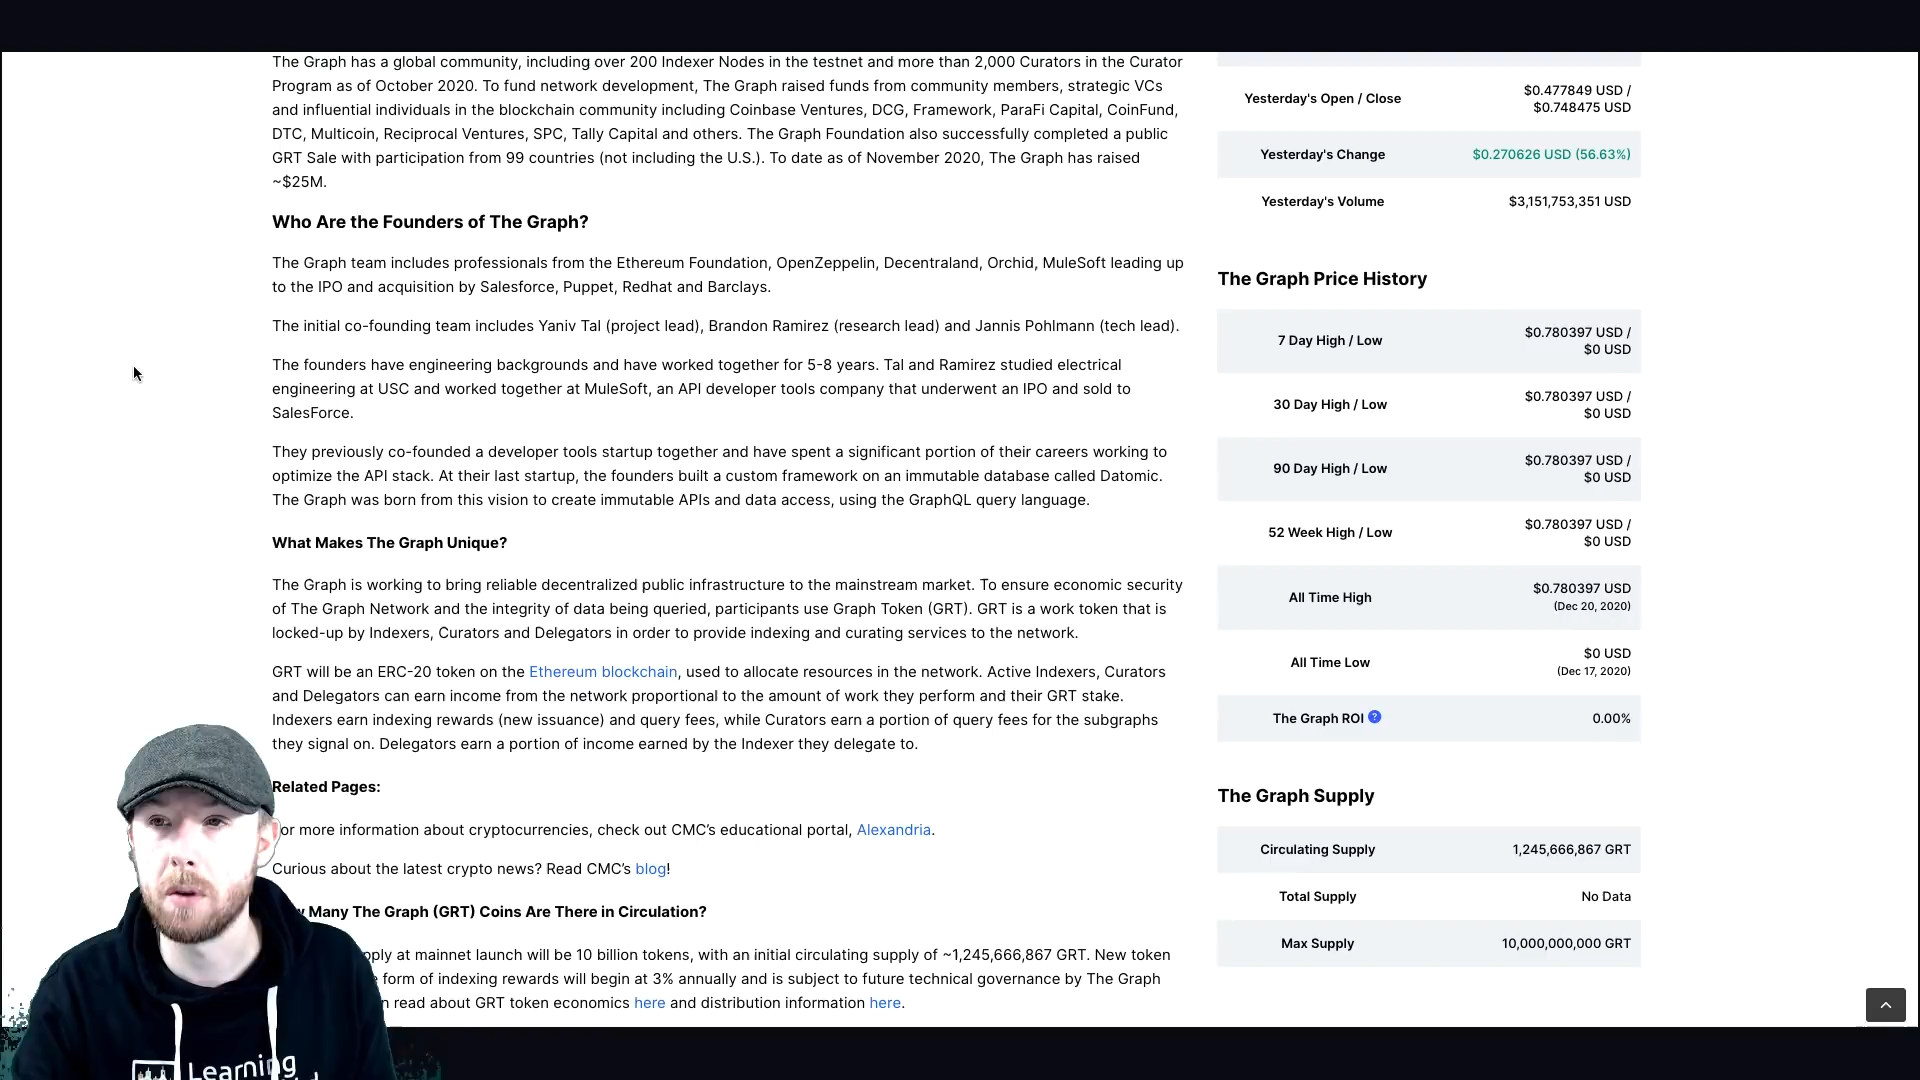 The Graph has a global community, including over 200 Indexer Nodes in the testnet and more than 2,000 Curators in the Curator
Program as of October 2020. To fund network development, The Graph raised funds from community members, strategic VCs
and influential individuals in the blockchain community including Coinbase Ventures, DCG, Framework, ParaFi Capital, CoinFund,
DTC, Multicoin, Reciprocal Ventures, SPC, Tally Capital and others. The Graph Foundation also successfully completed a public
GRT Sale with participation from 99 countries (not including the U.S.). To date as of November 2020, The Graph has raised
~$25M.
Who Are the Founders of The Graph?
The Graph team includes professionals from the Ethereum Foundation, OpenZeppelin, Decentraland, Orchid, MuleSoft leading up
to the IPO and acquisition by Salesforce, Puppet, Redhat and Barclays.
The initial co-founding team includes Yaniv Tal (project lead), Brandon Ramirez (research lead) and Jannis Pohlmann (tech lead).
The founders have engineering backgrounds and have worked together for 5-8 years. Tal and Ramirez studied electrical
engineering at USC and worked together at MuleSoft, an API developer tools company that underwent an IPO and sold to
SalesForce.
They previously co-founded a developer tools startup together and have spent a significant portion of their careers working to
optimize the API stack. At their last startup, the founders built a custom framework on an immutable database called Datomic.
The Graph was born from this vision to create immutable APIs and data access, using the GraphQL query language.
What Makes The Graph Unique?
The Graph is working to bring reliable decentralized public infrastructure to the mainstream market. To ensure economic security
of The Graph Network and the integrity of data being queried, participants use Graph Token (GRT). GRT is a work token that is
locked-up by Indexers, Curators and Delegators in order to provide indexing and curating services to the network.
GRT will be an ERC-20 token on the Ethereum blockchain, used to allocate resources in the network. Active Indexers, Curators
and Delegators can earn income from the network proportional to the amount of work they perform and their GRT stake.
Indexers earn indexing rewards (new issuance) and query fees, while Curators earn a portion of query fees for the subgraphs
they signal on. Delegators earn a portion of income earned by the Indexer they delegate to.
Related Pages:
or more information about cryptocurrencies, check out CMC's educational portal, Alexandria.
Curious about the latest crypto news? Read CMC's blog!
w Many The Graph (GRT) Coins Are There in Circulation?
ply at mainnet launch will be 10 billion tokens, with an initial circulating supply of ~1,245,666,867 GRT. New token
form of indexing rewards will begin at 3% annually and is subject to future technical governance by The Graph
n read about GRT token economics here and distribution information here.
Yesterday's Open / Close
$0.477849 USD /
$0.748475 USD
Yesterday's Change
$0.270626 USD (56.63%)
Yesterday's Volume
$3,151,753,351 USD
The Graph Price History
7 Day High / Low
$0.780397 USD /
$0 USD
30 Day High / Low
$0.780397 USD /
$0 USD
90 Day High / Low
$0.780397 USD /
$0 USD
52 Week High / Low
$0.780397 USD /
$0 USD
All Time High
$0.780397 USD
(Dec 20, 2020)
All Time Low
$0 USD
(Dec 17, 2020)
The Graph ROI ?
0.00%
The Graph Supply
Circulating Supply
1,245,666,867 GRT
Total Supply
No Data
Max Supply
10,000,000,000 GRT
Learning